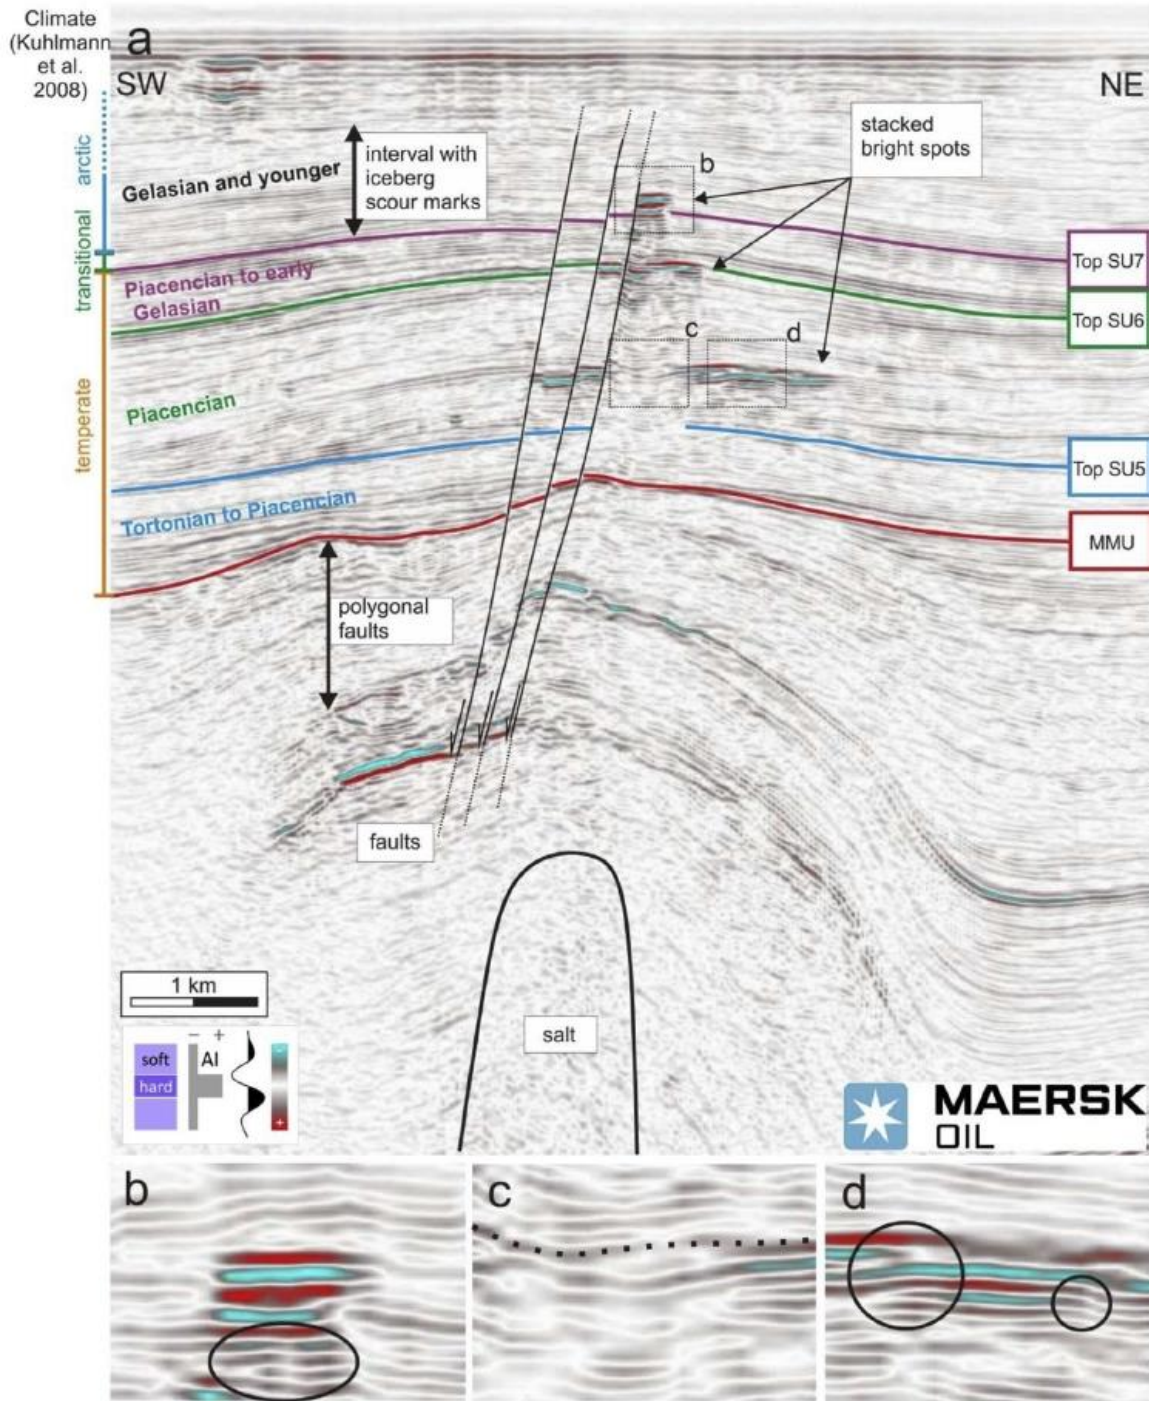 Climate
(Kuhlmann
et al.
2008)
a
SW
NE
arctic
transitional
temperate
Gelasian and younger
interval with
iceberg
scour marks
stacked
bright spots
b
Piacencian to early
Gelasian
Top SU7
Top SU6
c
d
Piacencian
Top SU5
Tortonian to Piacencian
MMU
polygonal
faults
faults
1 km
salt
- +
soft
AI
hard
-
+
MAERSK
OIL
b
c
d